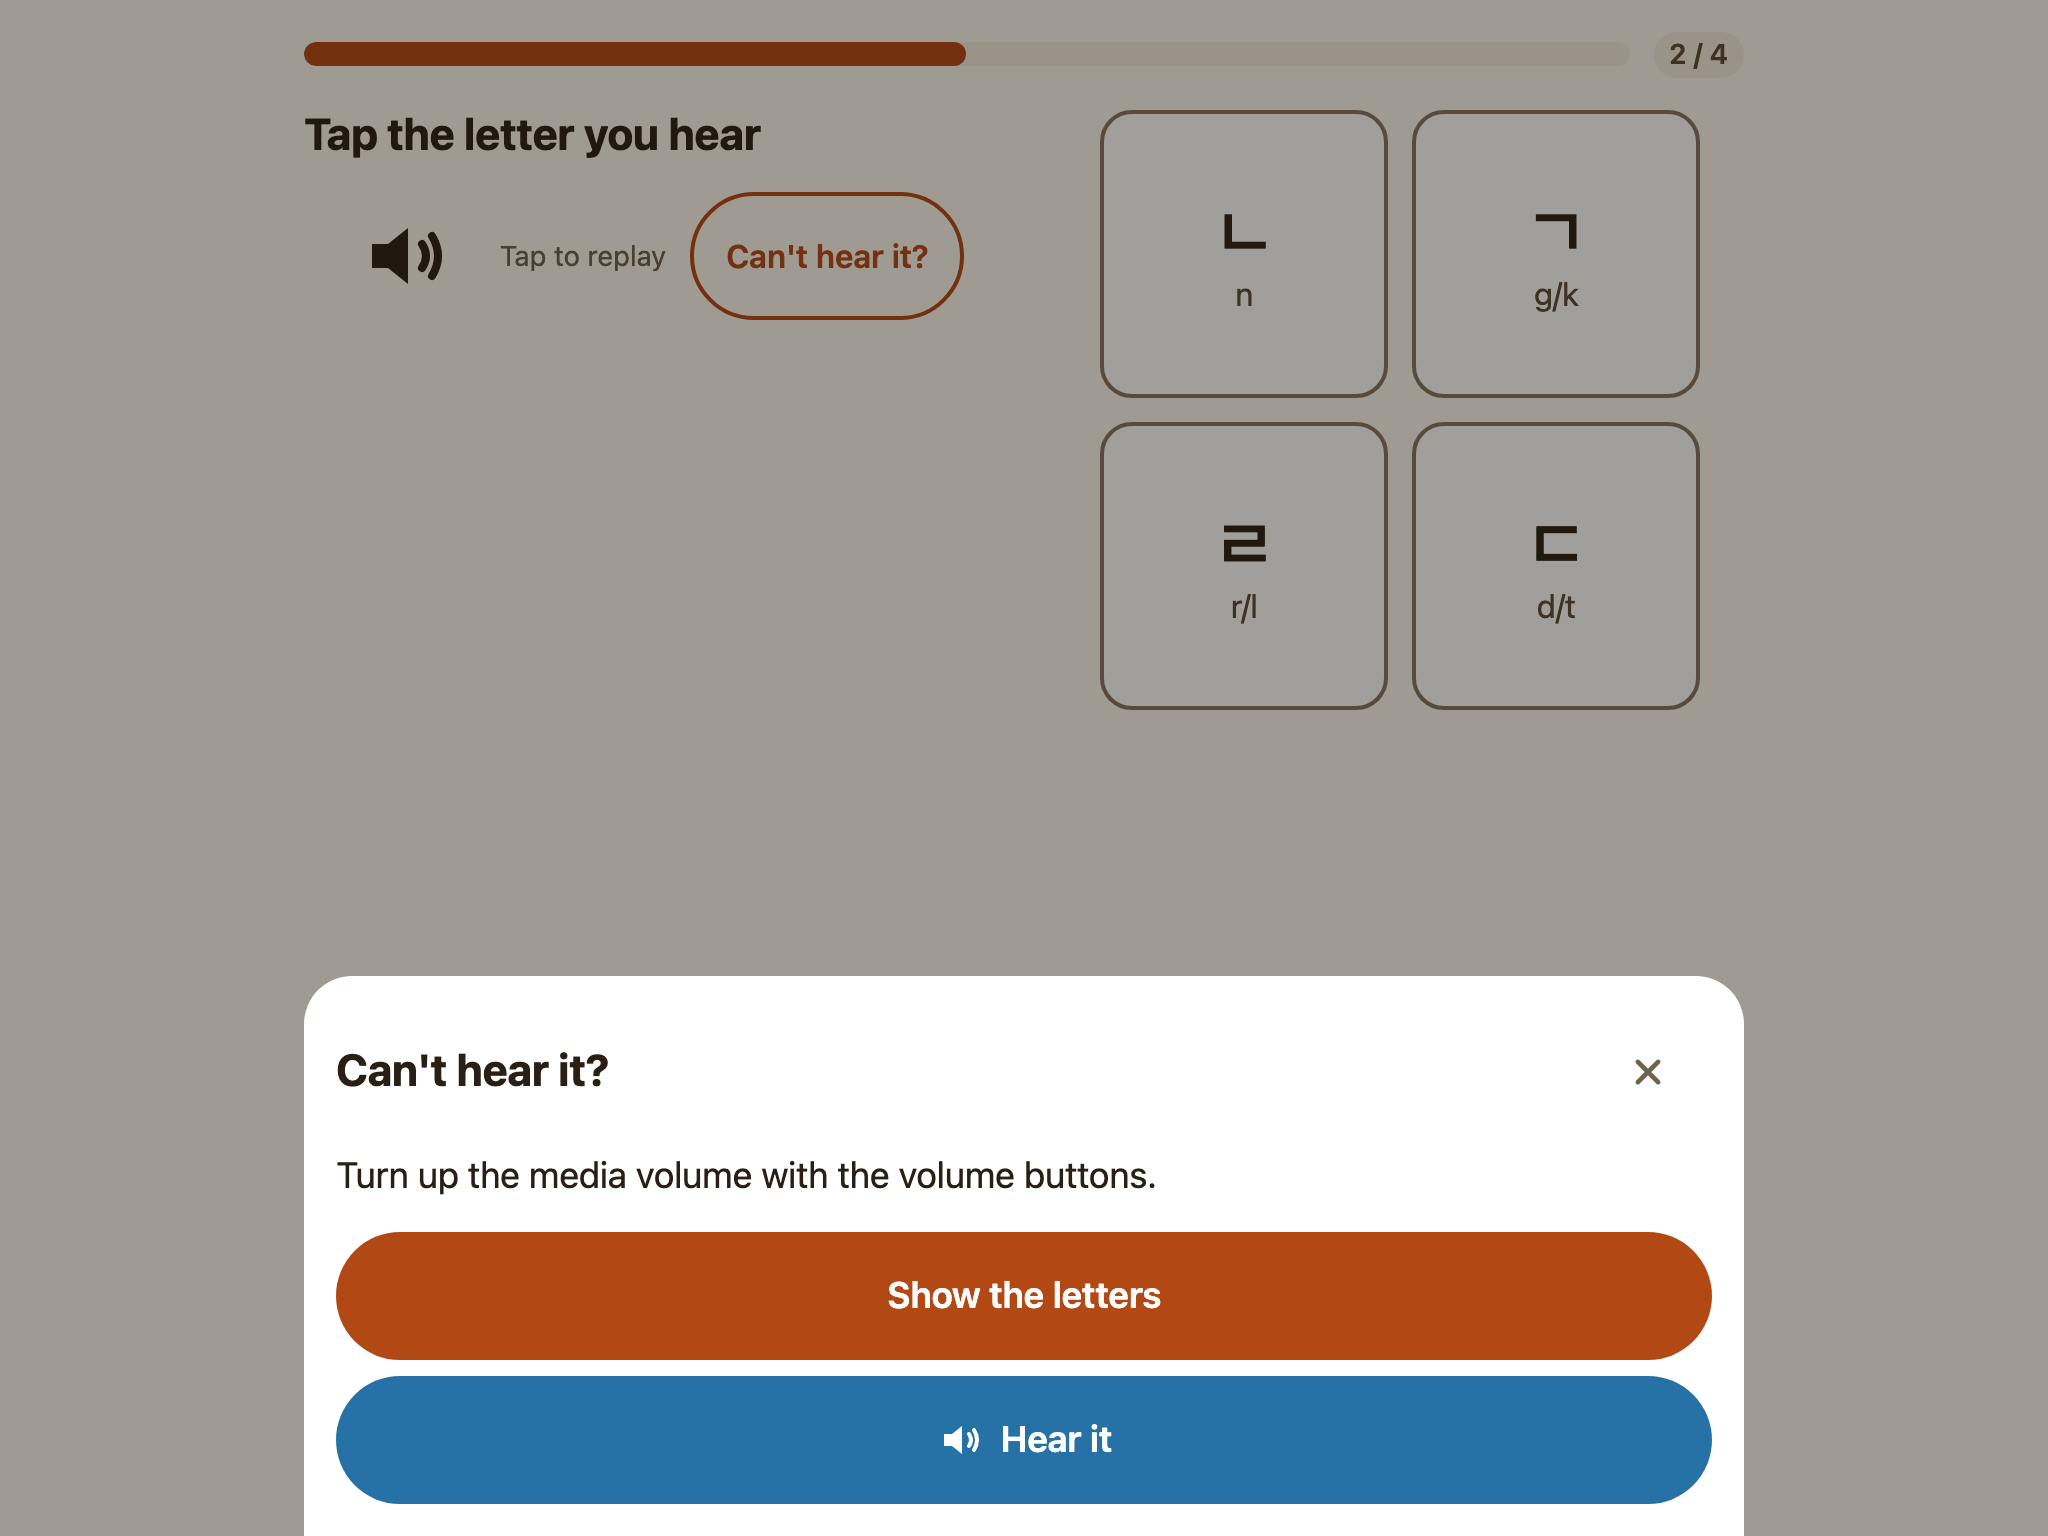 2 / 4
Tap the letter you hear
Tap to replay
Can't hear it?
ㄴ
n
ㄱ
g/k
ㄹ
r/l
ㄷ
d/t
Can't hear it?
Turn up the media volume with the volume buttons.
Show the letters
Hear it